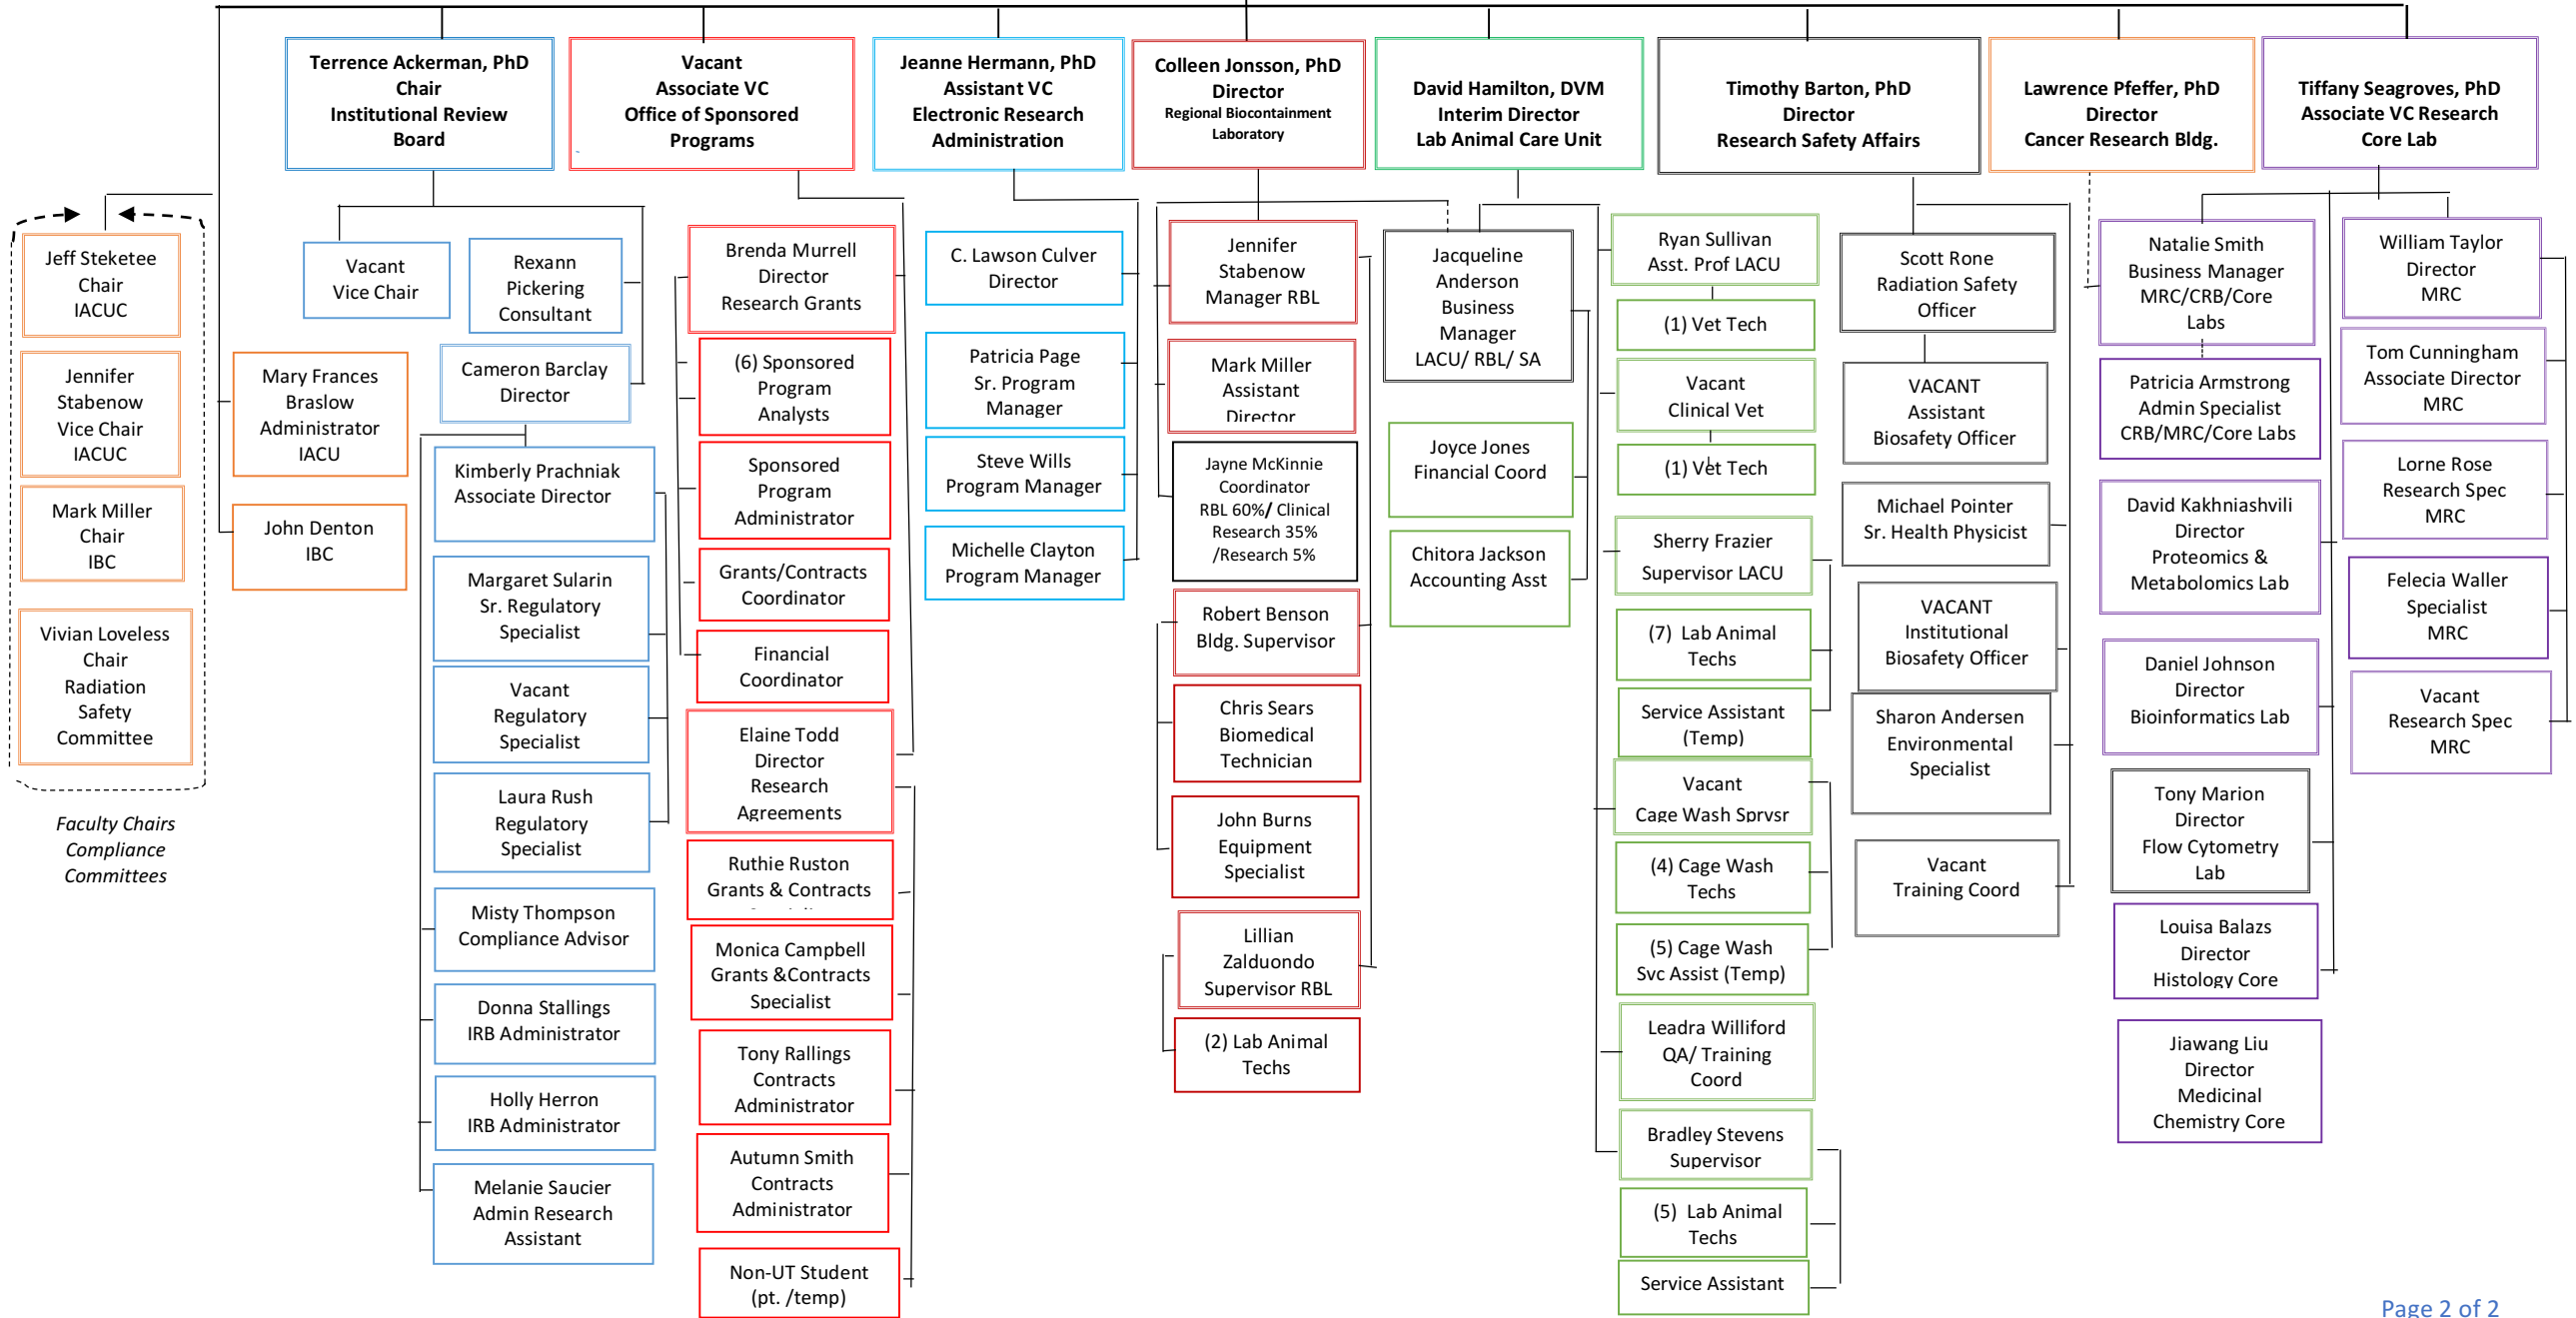 Terrence Ackerman, PhD
Chair
Institutional Review
Board
Vacant
Associate VC
Office of Sponsored
Programs
Jeanne Hermann, PhD
Assistant VC
Electronic Research
Administration
Colleen Jonsson, PhD
Director
Regional Biocontainment
Laboratory
David Hamilton, DVM
Interim Director
Lab Animal Care Unit
Timothy Barton, PhD
Director
Research Safety Affairs
Lawrence Pfeffer, PhD
Director
Cancer Research Bldg.
Tiffany Seagroves, PhD
Associate VC Research
Core Lab
Jeff Steketee
Chair
IACUC
Jennifer
Stabenow
Vice Chair
IACUC
Mark Miller
Chair
IBC
Vivian Loveless
Chair
Radiation
Safety
Committee
Faculty Chairs
Compliance
Committees
Mary Frances
Braslow
Administrator
IACU
John Denton
IBC
Vacant
Vice Chair
Rexann
Pickering
Consultant
Cameron Barclay
Director
Kimberly Prachniak
Associate Director
Margaret Sularin
Sr. Regulatory
Specialist
Vacant
Regulatory
Specialist
Laura Rush
Regulatory
Specialist
Misty Thompson
Compliance Advisor
Donna Stallings
IRB Administrator
Holly Herron
IRB Administrator
Melanie Saucier
Admin Research
Assistant
Brenda Murrell
Director
Research Grants
(6) Sponsored
Program
Analysts
Sponsored
Program
Administrator
Grants/Contracts
Coordinator
Financial
Coordinator
Elaine Todd
Director
Research
Agreements
Ruthie Ruston
Grants & Contracts
Monica Campbell
Grants &Contracts
Specialist
Tony Rallings
Contracts
Administrator
Autumn Smith
Contracts
Administrator
Non-UT Student
(pt. /temp)
C. Lawson Culver
Director
Patricia Page
Sr. Program
Manager
Steve Wills
Program Manager
Michelle Clayton
Program Manager
Jennifer
Stabenow
Manager RBL
Mark Miller
Assistant
Director
Jayne McKinnie
Coordinator
RBL 60%/ Clinical
Research 35%
/Research 5%
Robert Benson
Bldg. Supervisor
Chris Sears
Biomedical
Technician
John Burns
Equipment
Specialist
Lillian
Zalduondo
Supervisor RBL
(2) Lab Animal
Techs
Jacqueline
Anderson
Business
Manager
LACU/ RBL/ SA
Joyce Jones
Financial Coord
Chitora Jackson
Accounting Asst
Ryan Sullivan
Asst. Prof LACU
(1) Vet Tech
Vacant
Clinical Vet
(1) Vet Tech
Sherry Frazier
Supervisor LACU
(7) Lab Animal
Techs
Service Assistant
(Temp)
Vacant
Cage Wash Sprvsr
(4) Cage Wash
Techs
(5) Cage Wash
Svc Assist (Temp)
Leadra Williford
QA/ Training
Coord
Bradley Stevens
Supervisor
(5) Lab Animal
Techs
Service Assistant
Scott Rone
Radiation Safety
Officer
VACANT
Assistant
Biosafety Officer
Michael Pointer
Sr. Health Physicist
VACANT
Institutional
Biosafety Officer
Sharon Andersen
Environmental
Specialist
Vacant
Training Coord
Natalie Smith
Business Manager
MRC/CRB/Core
Labs
Patricia Armstrong
Admin Specialist
CRB/MRC/Core Labs
David Kakhniashvili
Director
Proteomics &
Metabolomics Lab
Daniel Johnson
Director
Bioinformatics Lab
Tony Marion
Director
Flow Cytometry
Lab
Louisa Balazs
Director
Histology Core
Jiawang Liu
Director
Medicinal
Chemistry Core
William Taylor
Director
MRC
Tom Cunningham
Associate Director
MRC
Lorne Rose
Research Spec
MRC
Felecia Waller
Specialist
MRC
Vacant
Research Spec
MRC
Page 2 of 2